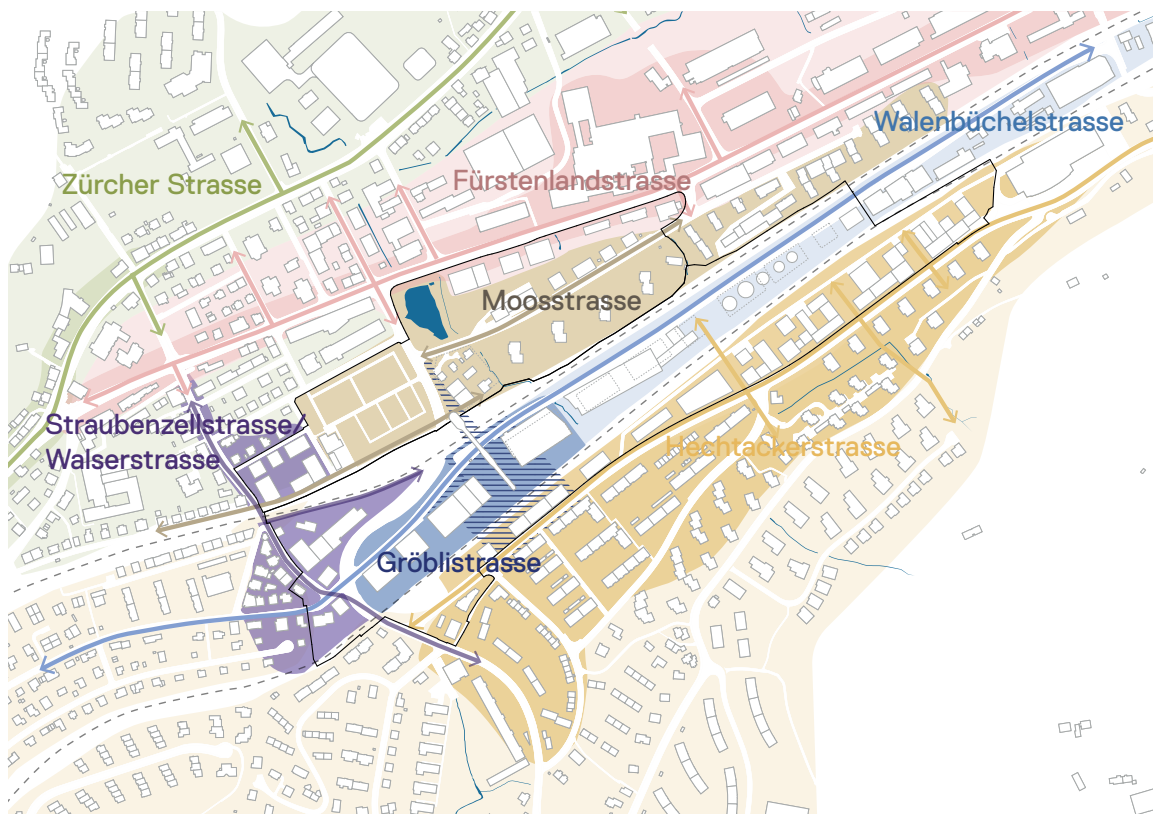 Walenbüchelstrasse
Zürcher Strasse
Fürstenlandstrasse
Moosstrasse
Straubenzellstrasse/
Walserstrasse
Hechtackerstrasse
Gröblistrasse